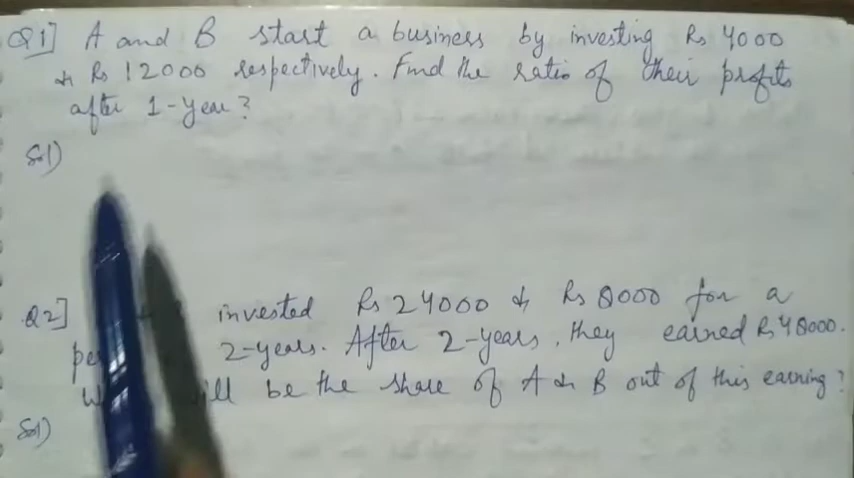 Q1] A and B start a business by investing Rs 4000
& Rs 12000 respectively. Find the ratio of their profits
after 1-year?
Sol)
Q2] invested Rs 24000 & Rs 8000 for a
2-years. After 2-years, they earned Rs 48000.
be the share of A & B out of this earning?
Sol)